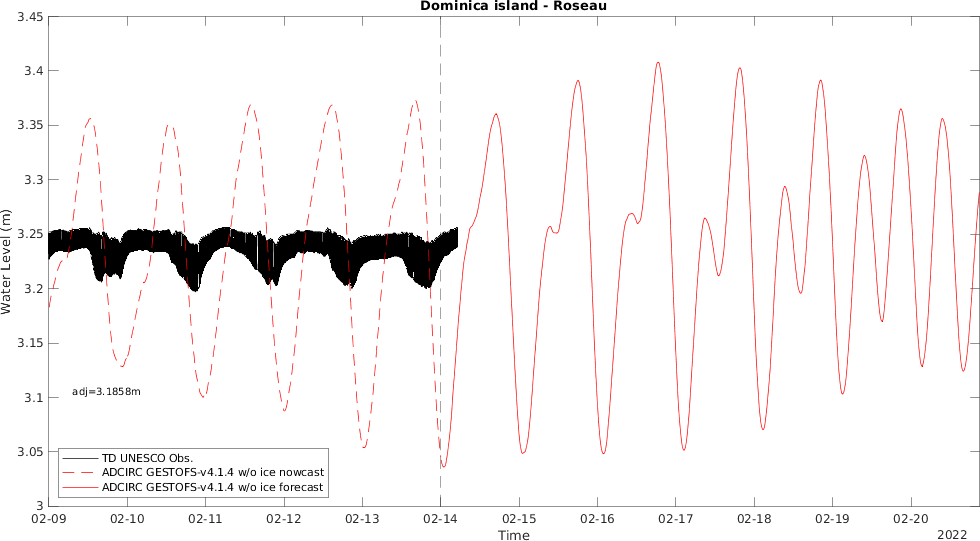 Dominica island - Roseau
3.45
3.4
3.35
3.3
3.25
3.2
3.15
3.1
3.05
3
Water Level (m)
adj=3.1858m
TD UNESCO Obs.
ADCIRC GESTOFS-v4.1.4 w/o ice nowcast
ADCIRC GESTOFS-v4.1.4 w/o ice forecast
02-09 02-10 02-11 02-12 02-13 02-14 02-15 02-16 02-17 02-18 02-19 02-20
Time
2022